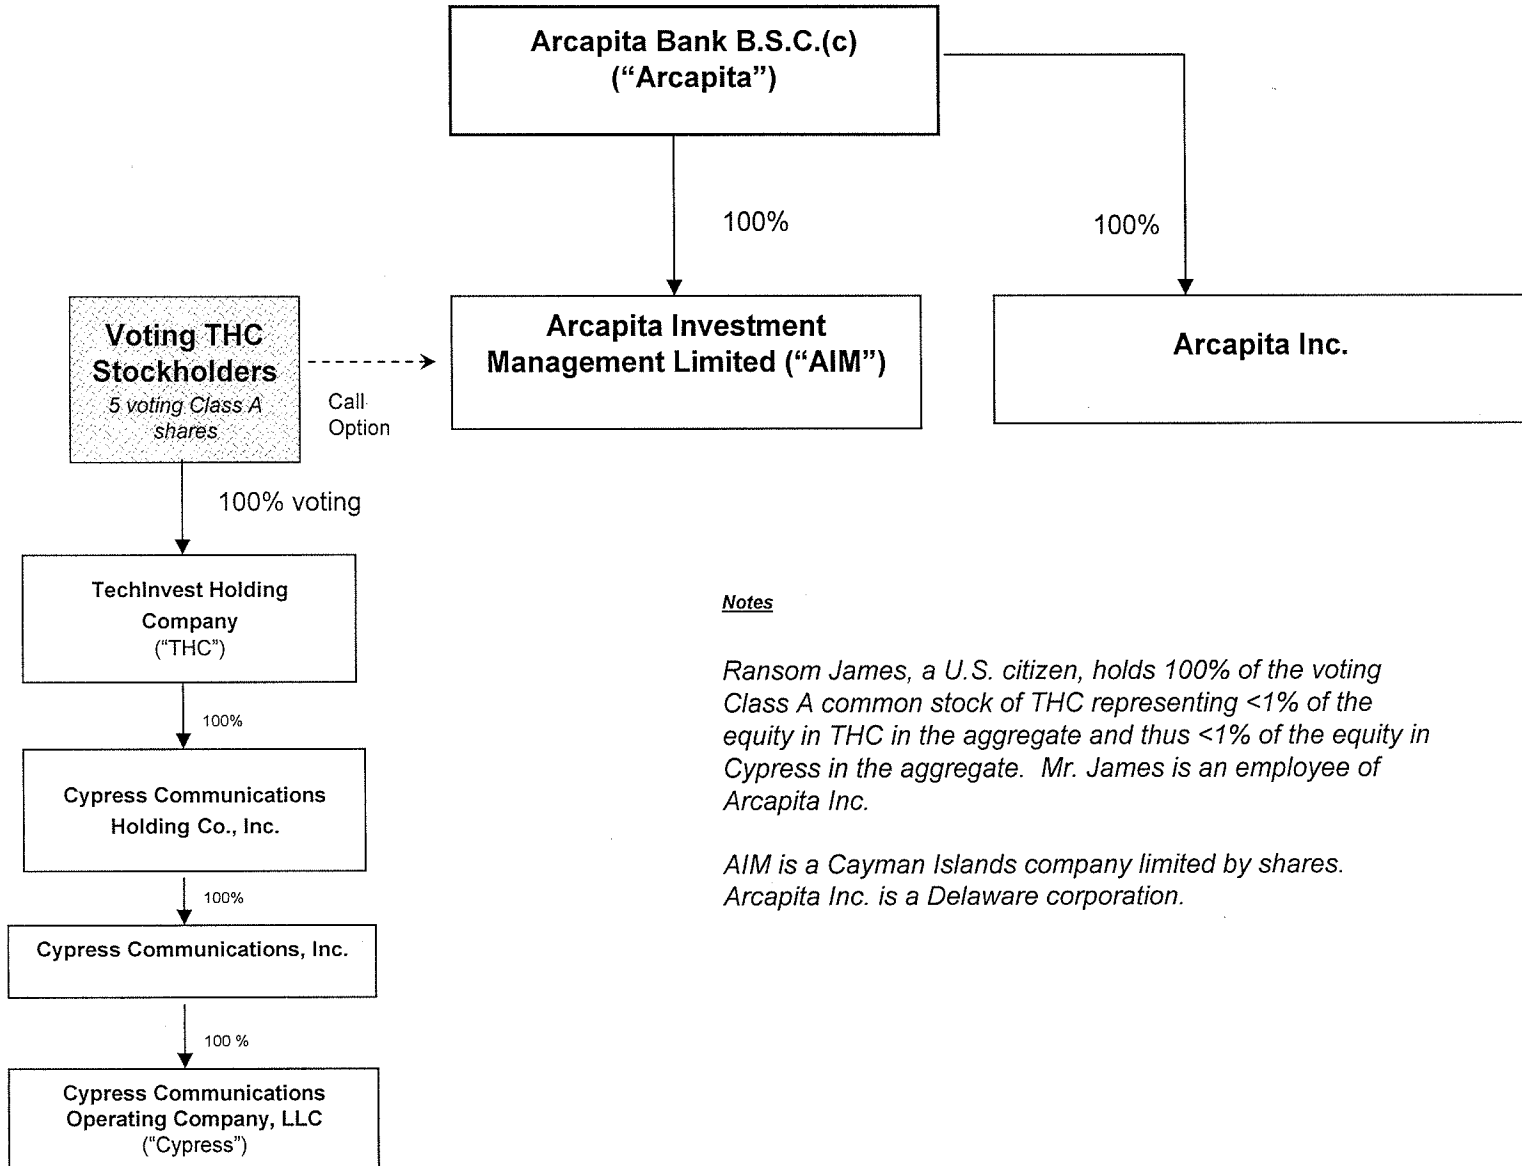 Arcapita Bank B.S.C.(c)
(“Arcapita”)
100%
100%
Voting THC
Stockholders
5 voting Class A
shares
Call
Option
Arcapita Investment
Management Limited (“AIM”)
Arcapita Inc.
100% voting
TechInvest Holding
Company
(“THC”)
100%
Cypress Communications
Holding Co., Inc.
100%
Cypress Communications, Inc.
100 %
Cypress Communications
Operating Company, LLC
(“Cypress”)
Notes
Ransom James, a U.S. citizen, holds 100% of the voting
Class A common stock of THC representing <1% of the
equity in THC in the aggregate and thus <1% of the equity in
Cypress in the aggregate.  Mr. James is an employee of
Arcapita Inc.
AIM is a Cayman Islands company limited by shares.
Arcapita Inc. is a Delaware corporation.